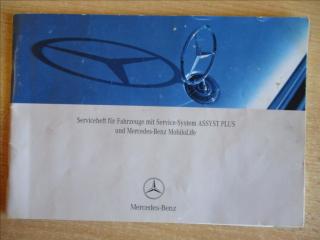 Serviceheft für Fahrzeuge mit Service-System ASSYST PLUS
und Mercedes-Benz MobiloLife
Mercedes-Benz